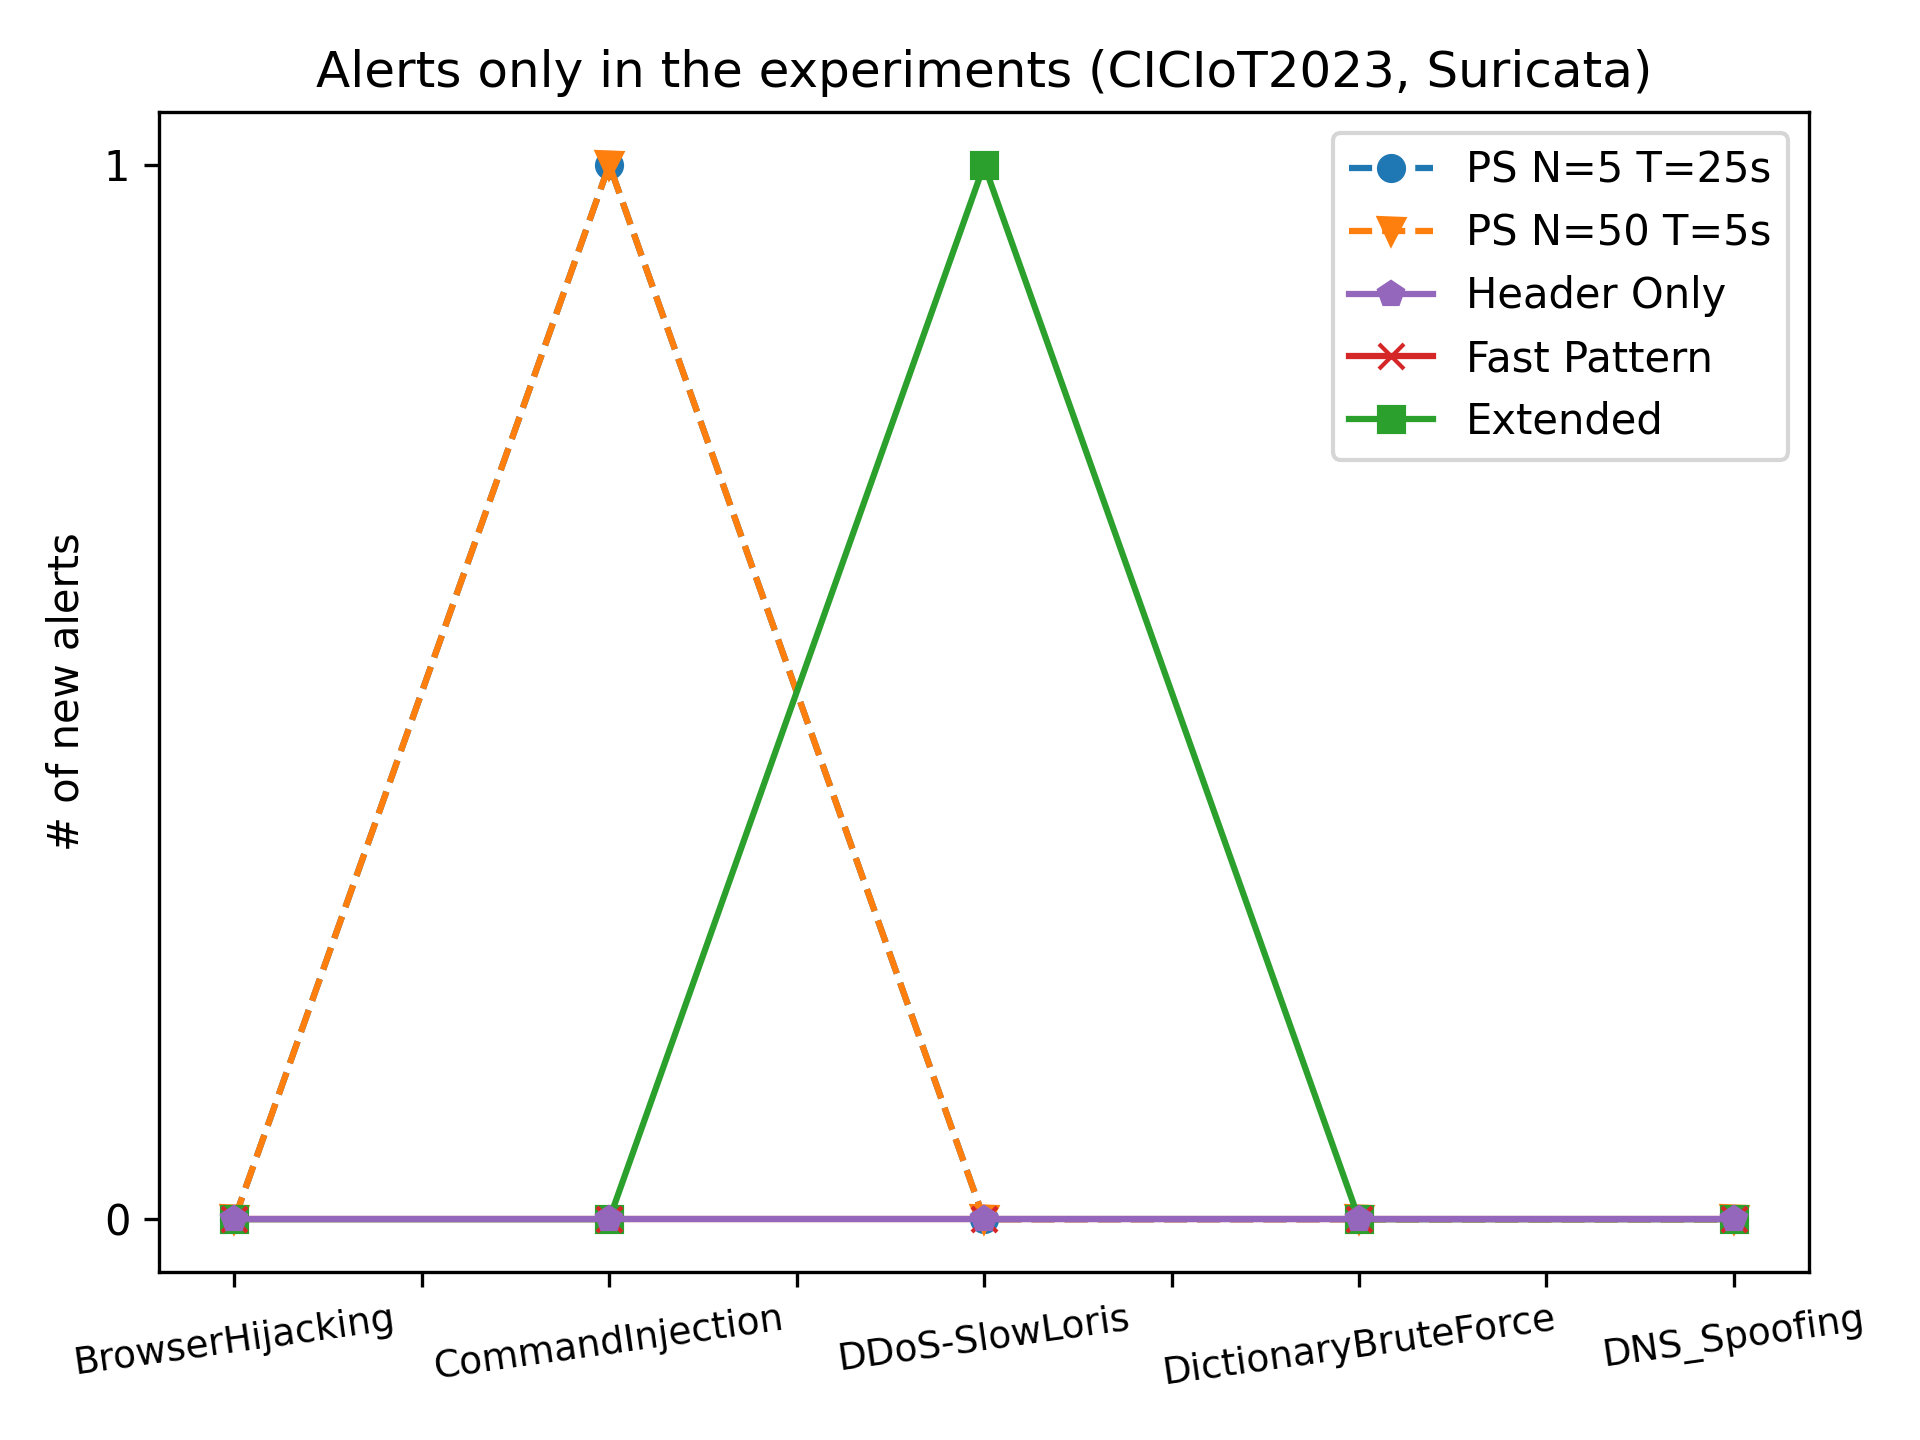 Alerts only in the experiments (CICIoT2023, Suricata)
1
PS N=5 T=25s
PS N=50 T=5s
Header Only
Fast Pattern
Extended
# of new alerts
0
BrowserHijacking
CommandInjection
DDoS-SlowLoris
DictionaryBruteForce
DNS_Spoofing